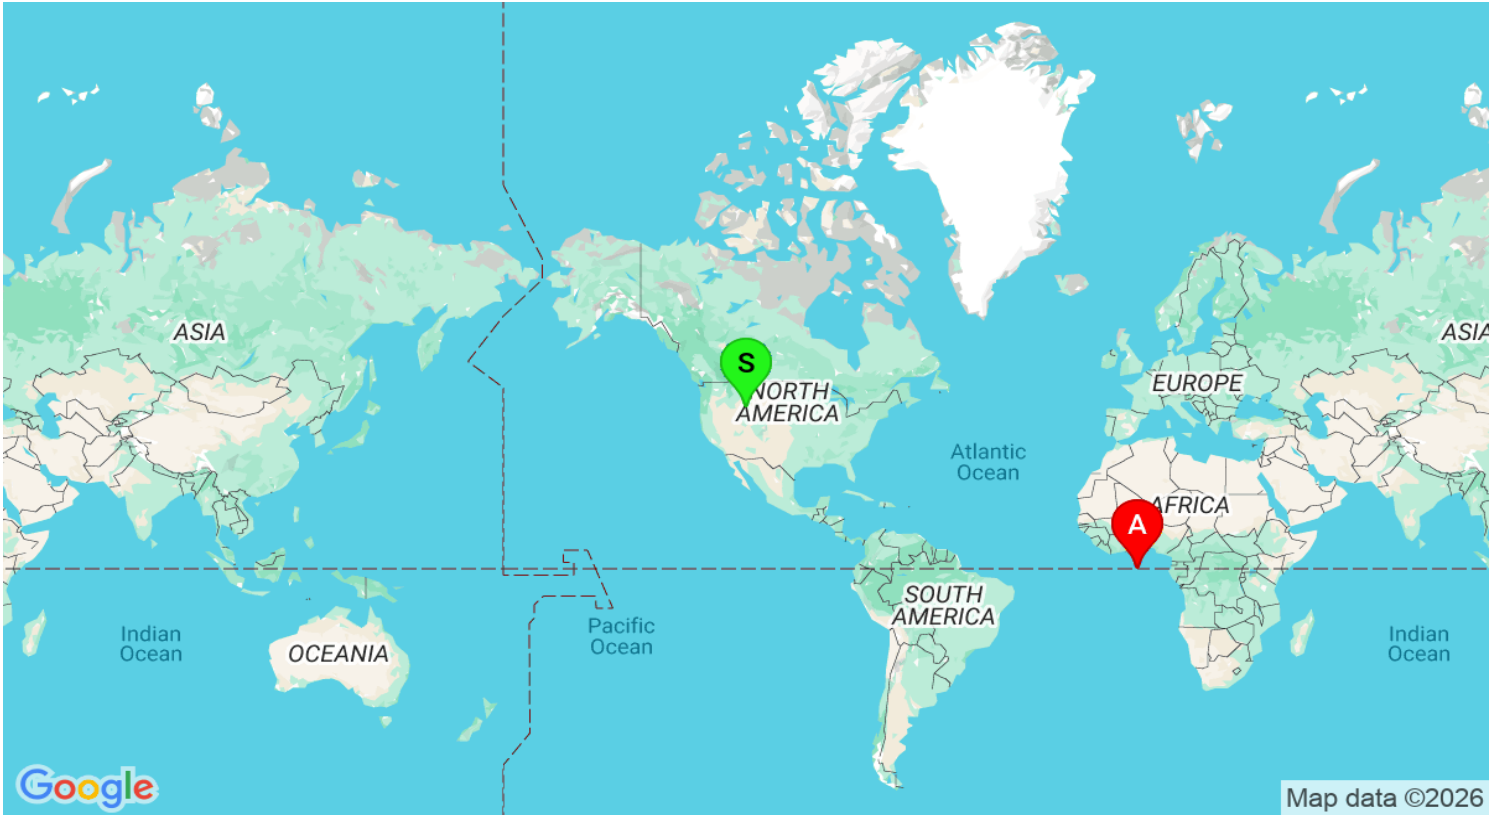 ASIA
ASIA
S
NORTH
AMERICA
EUROPE
Atlantic
Ocean
AFRICA
A
SOUTH
AMERICA
Indian
Ocean
OCEANIA
Pacific
Ocean
Indian
Ocean
Google
Map data ©2026